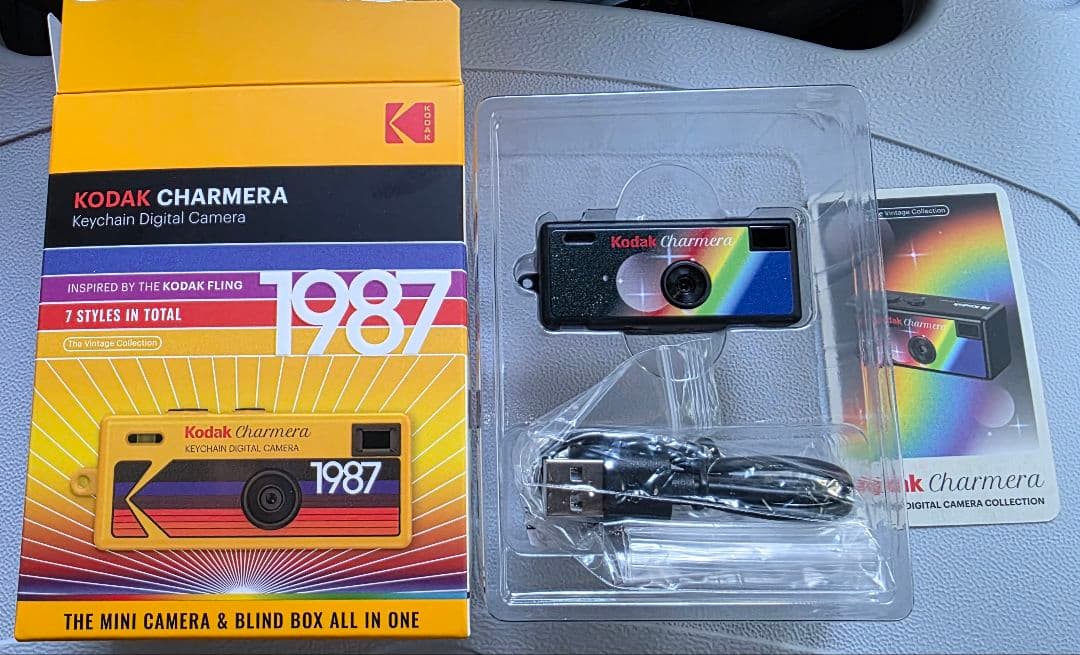 KODAK
KODAK CHARMERA
Keychain Digital Camera
INSPIRED BY THE KODAK FLING
1987
7 STYLES IN TOTAL
The Vintage Collection
Kodak Charmera
KEYCHAIN DIGITAL CAMERA
1987
THE MINI CAMERA & BLIND BOX ALL IN ONE
Kodak Charmera
Vintage Collection
Kodak
Charmera
Charmera
DIGITAL CAMERA COLLECTION